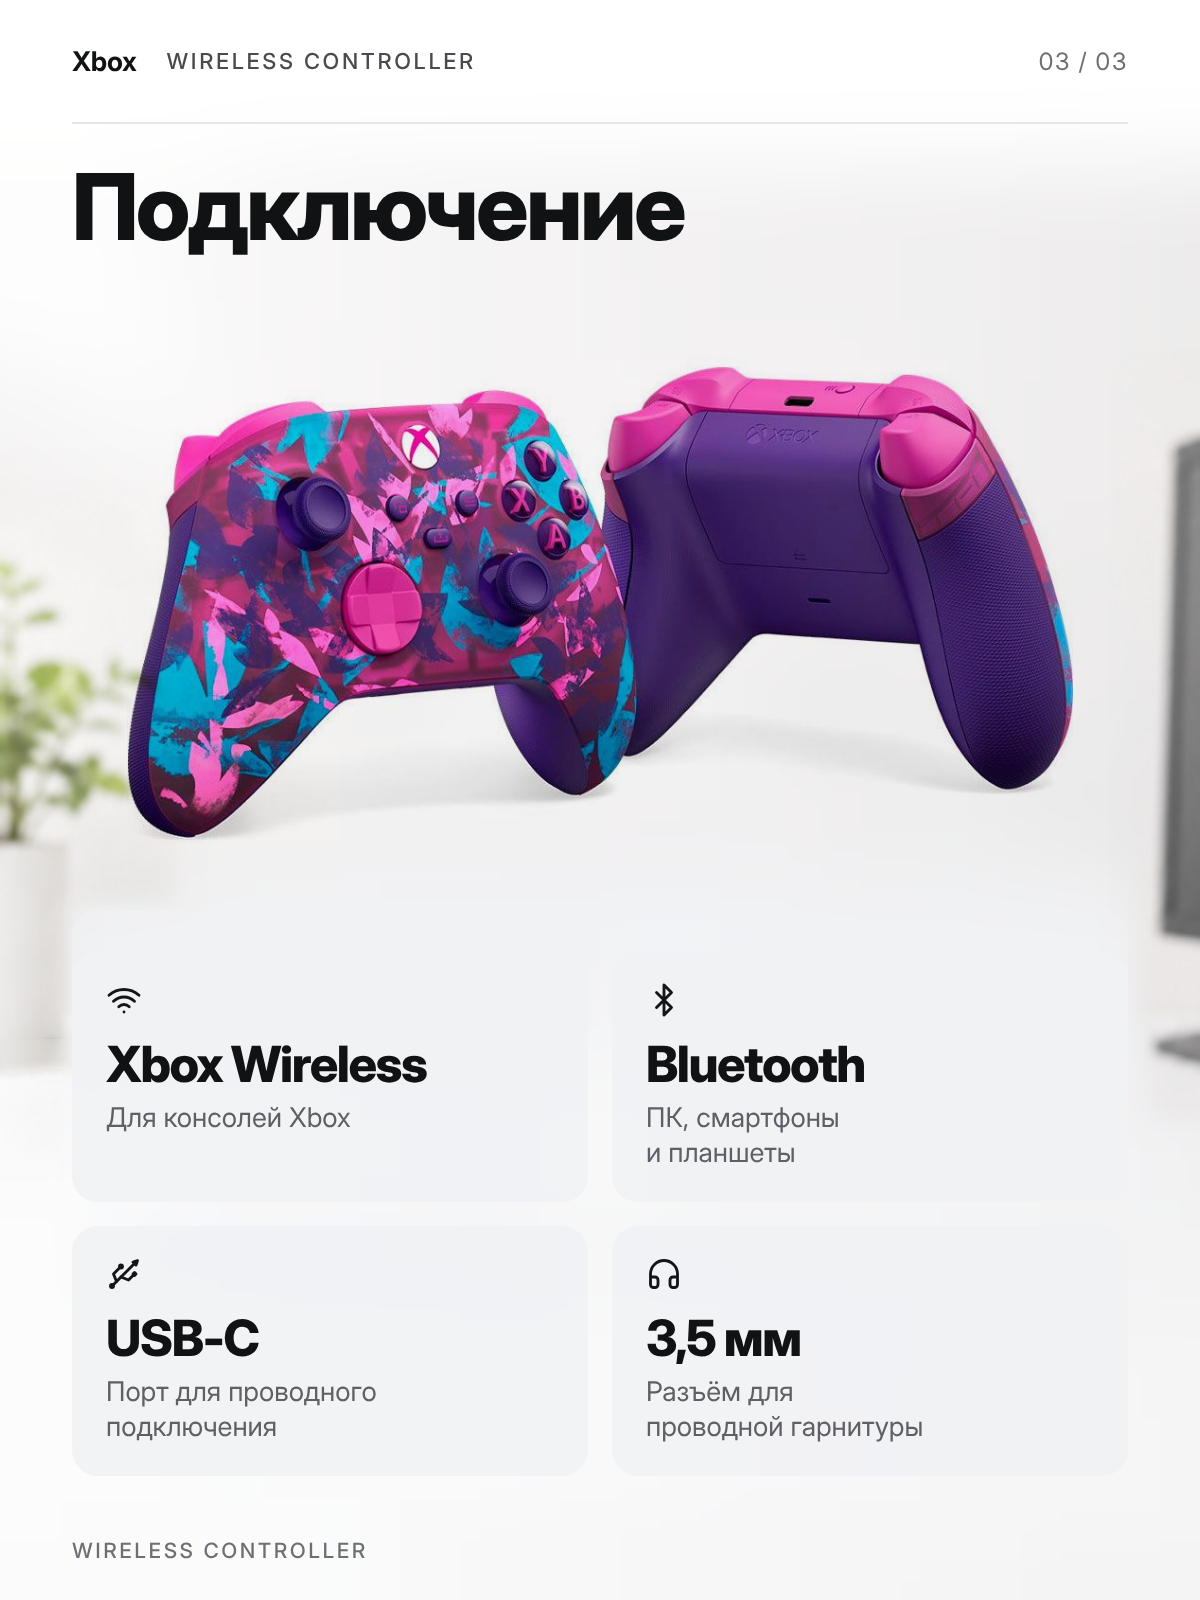 Xbox WIRELESS CONTROLLER 03 / 03
Подключение
XBOX
Y
X B
A
Xbox Wireless
Для консолей Xbox
Bluetooth
ПК, смартфоны
и планшеты
USB-C
Порт для проводного
подключения
3,5 мм
Разъём для
проводной гарнитуры
WIRELESS CONTROLLER